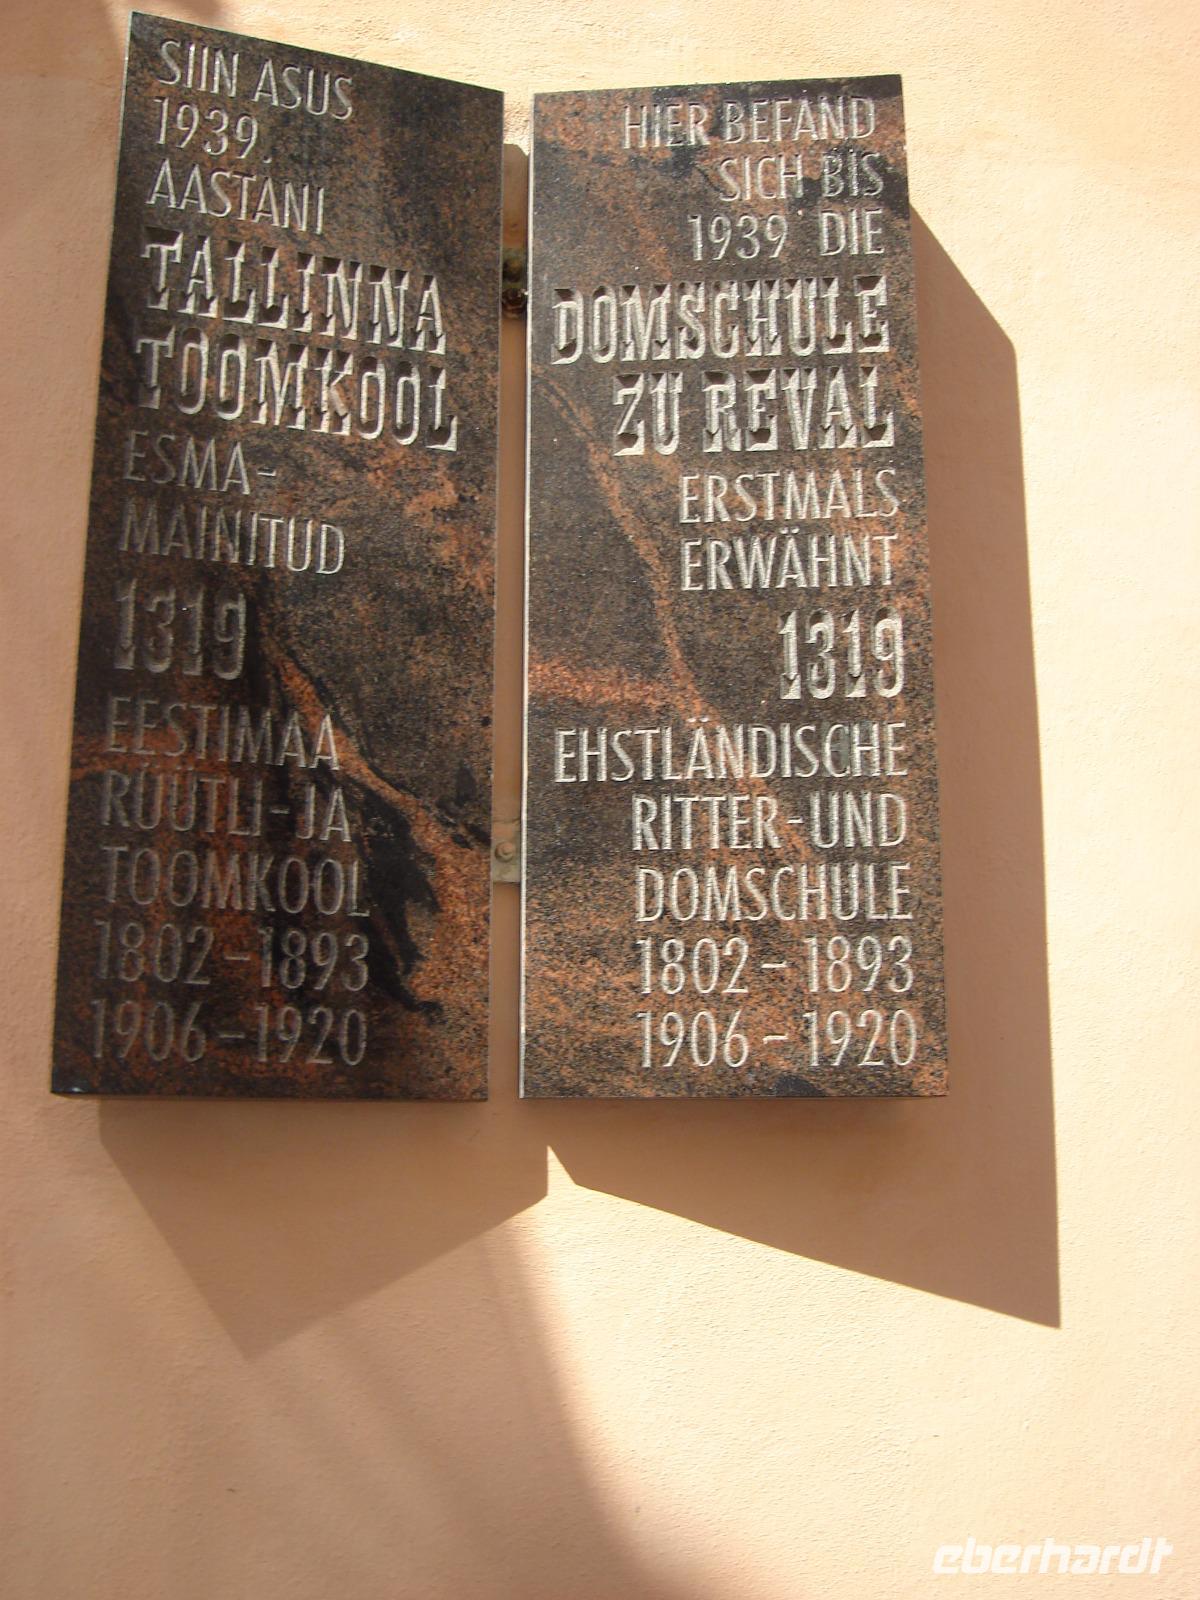 SIIN ASUS
1939.
AASTANI
TALLINNA
TOOMKOOL
ESMA-
MAINITUD
1319
EESTIMAA
RÜÜTLI-JA
TOOMKOOL
1802-1893
1906-1920
HIER BEFAND
SICH BIS
1939 DIE
DOMSCHULE
ZU REVAL
ERSTMALS
ERWÄHNT
1319
EHSTLÄNDISCHE
RITTER-UND
DOMSCHULE
1802-1893
1906-1920
eberhardt